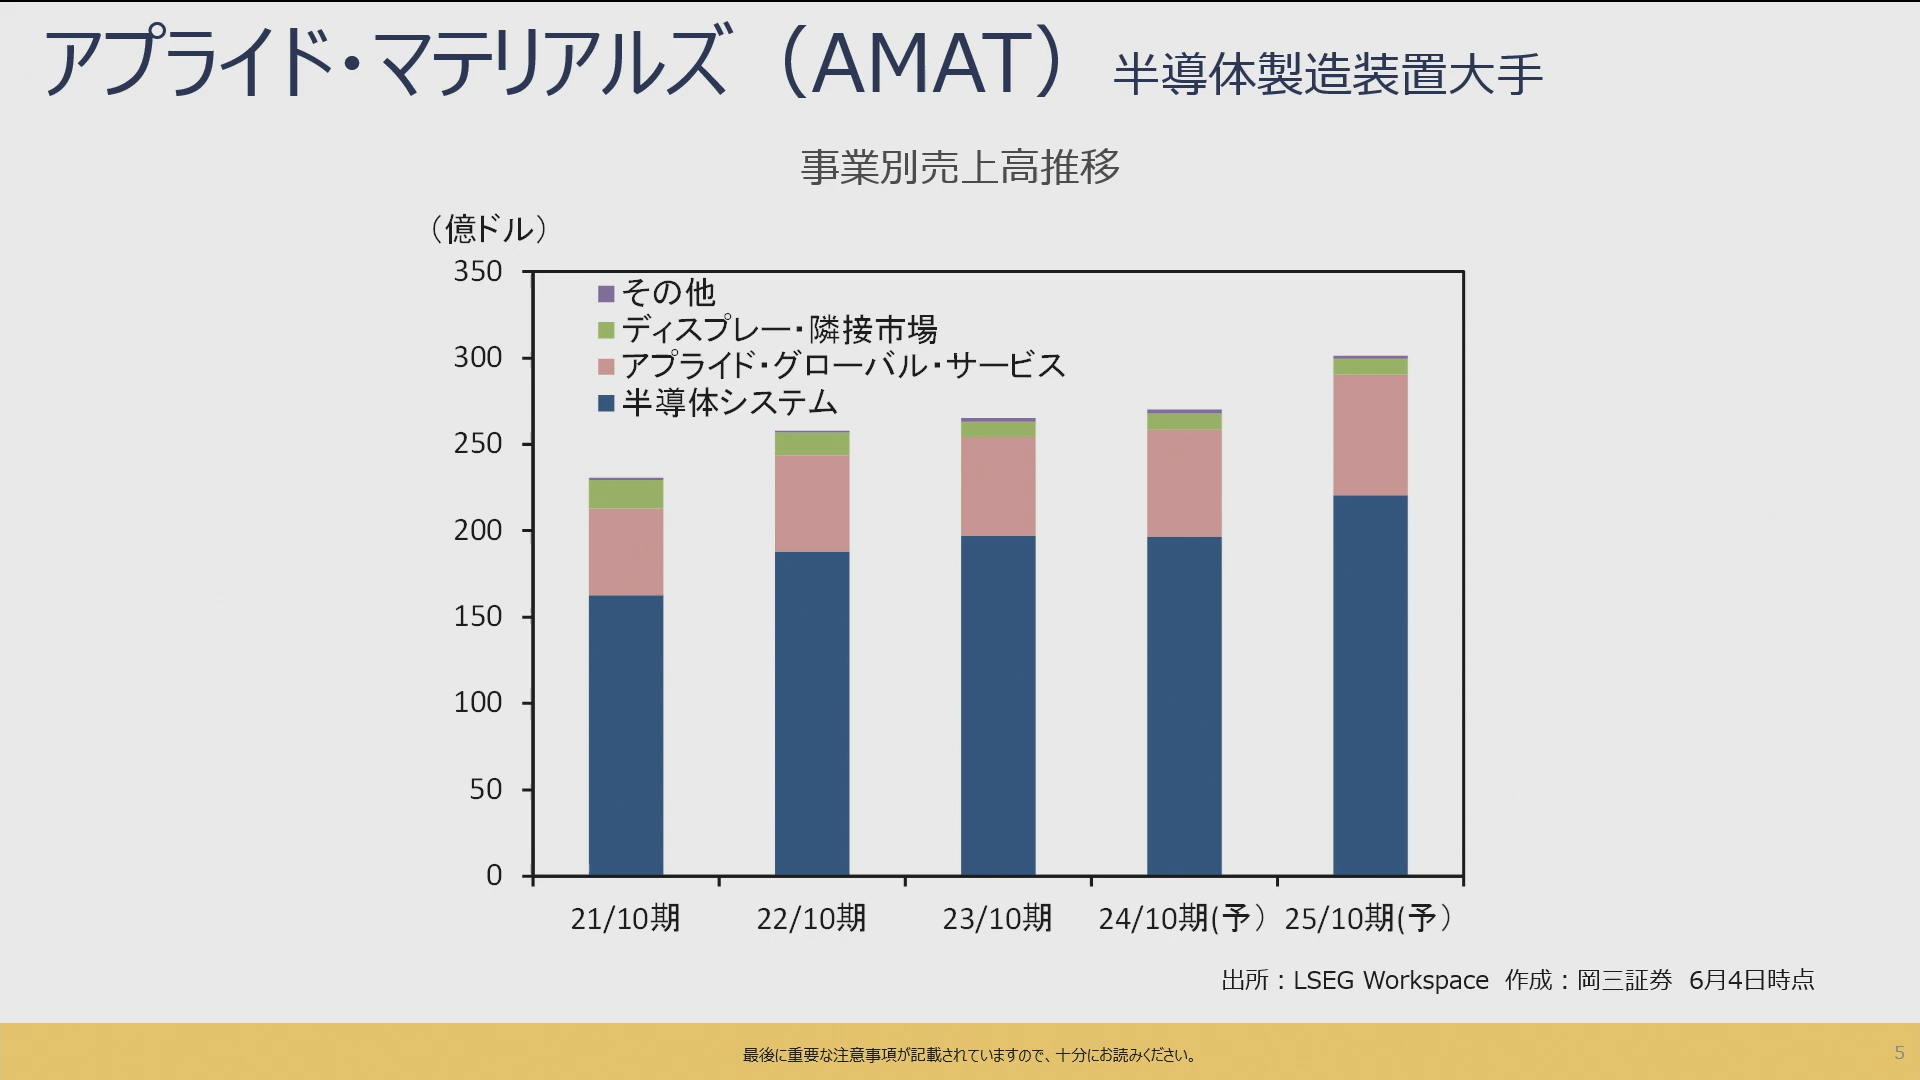 アプライド・マテリアルズ（AMAT）半導体製造装置大手
事業別売上高推移
（億ドル）
350
300
250
200
150
100
50
0
その他
ディスプレー・隣接市場
アプライド・グローバル・サービス
半導体システム
21/10期 22/10期 23/10期 24/10期(予） 25/10期(予）
出所：LSEG Workspace 作成：岡三証券 6月4日時点
最後に重要な注意事項が記載されていますので、十分にお読みください。
5